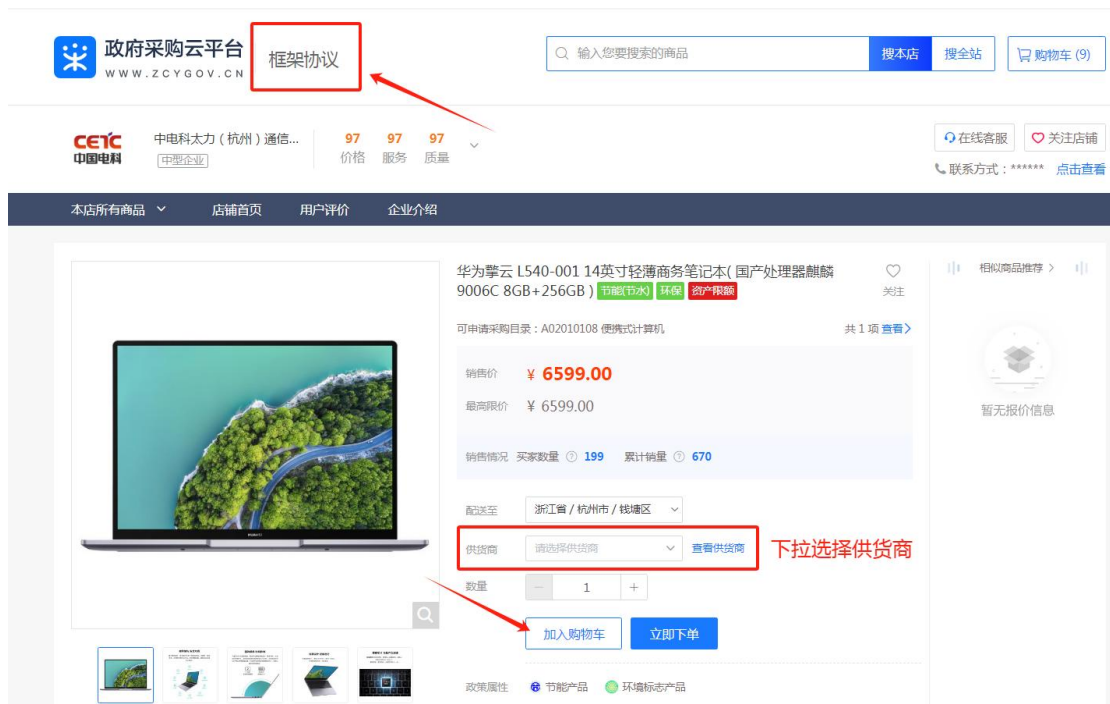 政府采购云平台
WWW.ZCYGOV.CN
框架协议
输入您要搜索的商品
搜本店
搜全站
购物车 (9)
CETC
中国电科
中电科太力(杭州)通信...
中型企业
97 97 97
价格 服务 质量
在线客服
关注店铺
联系方式:****** 点击查看
本店所有商品 店铺首页 用户评价 企业介绍
华为擎云 L540-001 14英寸轻薄商务笔记本( 国产处理器麒麟
9006C 8GB+256GB ) 节能(节水) 环保 资产限额
关注
相似商品推荐 >
可申请采购目录:A02010108 便携式计算机
共 1 项 查看>
销售价 ¥ 6599.00
最高限价 ¥ 6599.00
暂无报价信息
销售情况 买家数量 ? 199 累计销量 ? 670
配送至 浙江省 / 杭州市 / 钱塘区
供货商 请选择供货商 查看供货商
下拉选择供货商
数量 − 1 +
加入购物车
立即下单
政策属性 节能产品 环境标志产品